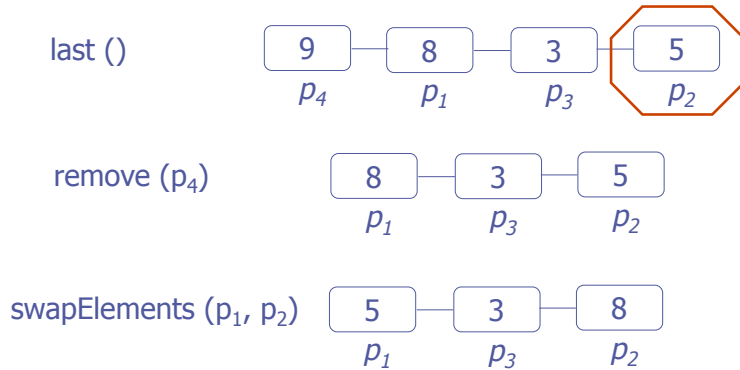 last () 9 8 3 5
p4 p1 p3 p2
remove (p4) 8 3 5
p1 p3 p2
swapElements (p1, p2) 5 3 8
p1 p3 p2